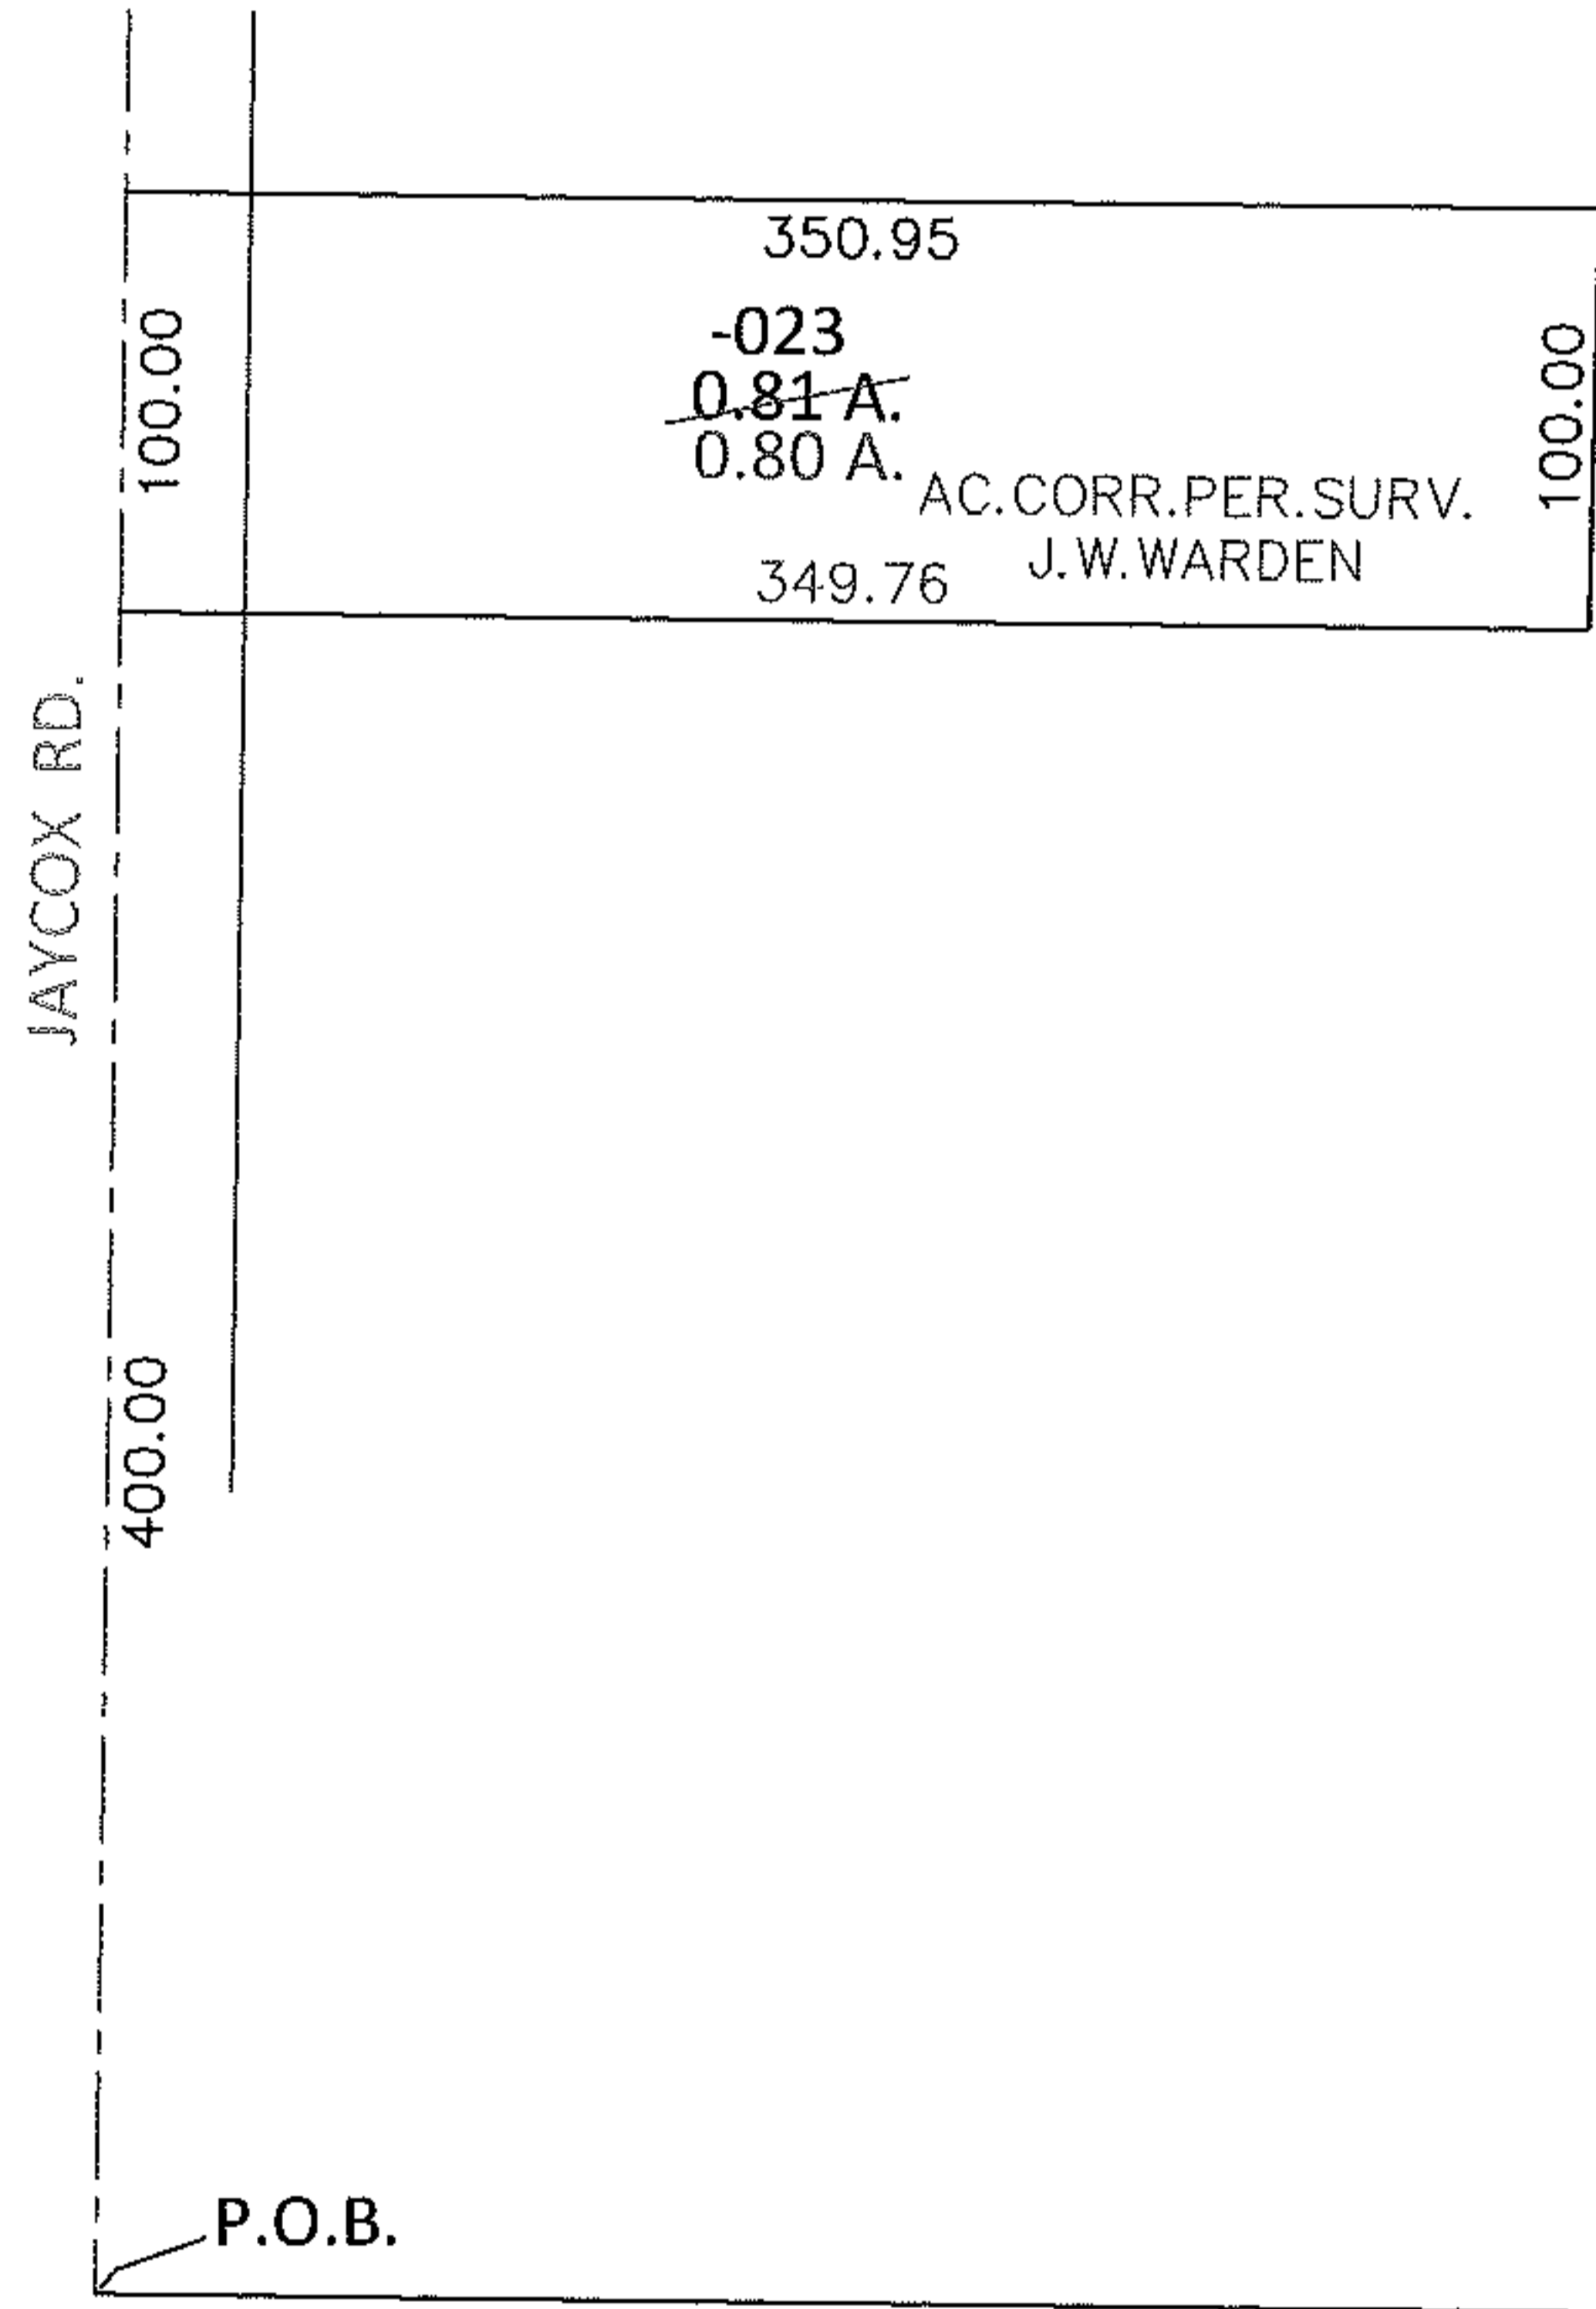 350.95
100.00
-023
0.81 A.
0.80 A.
100.00
AC.CORR.PER.SURV.
J.W.WARDEN
349.76
JAYCOX RD.
400.00
P.O.B.